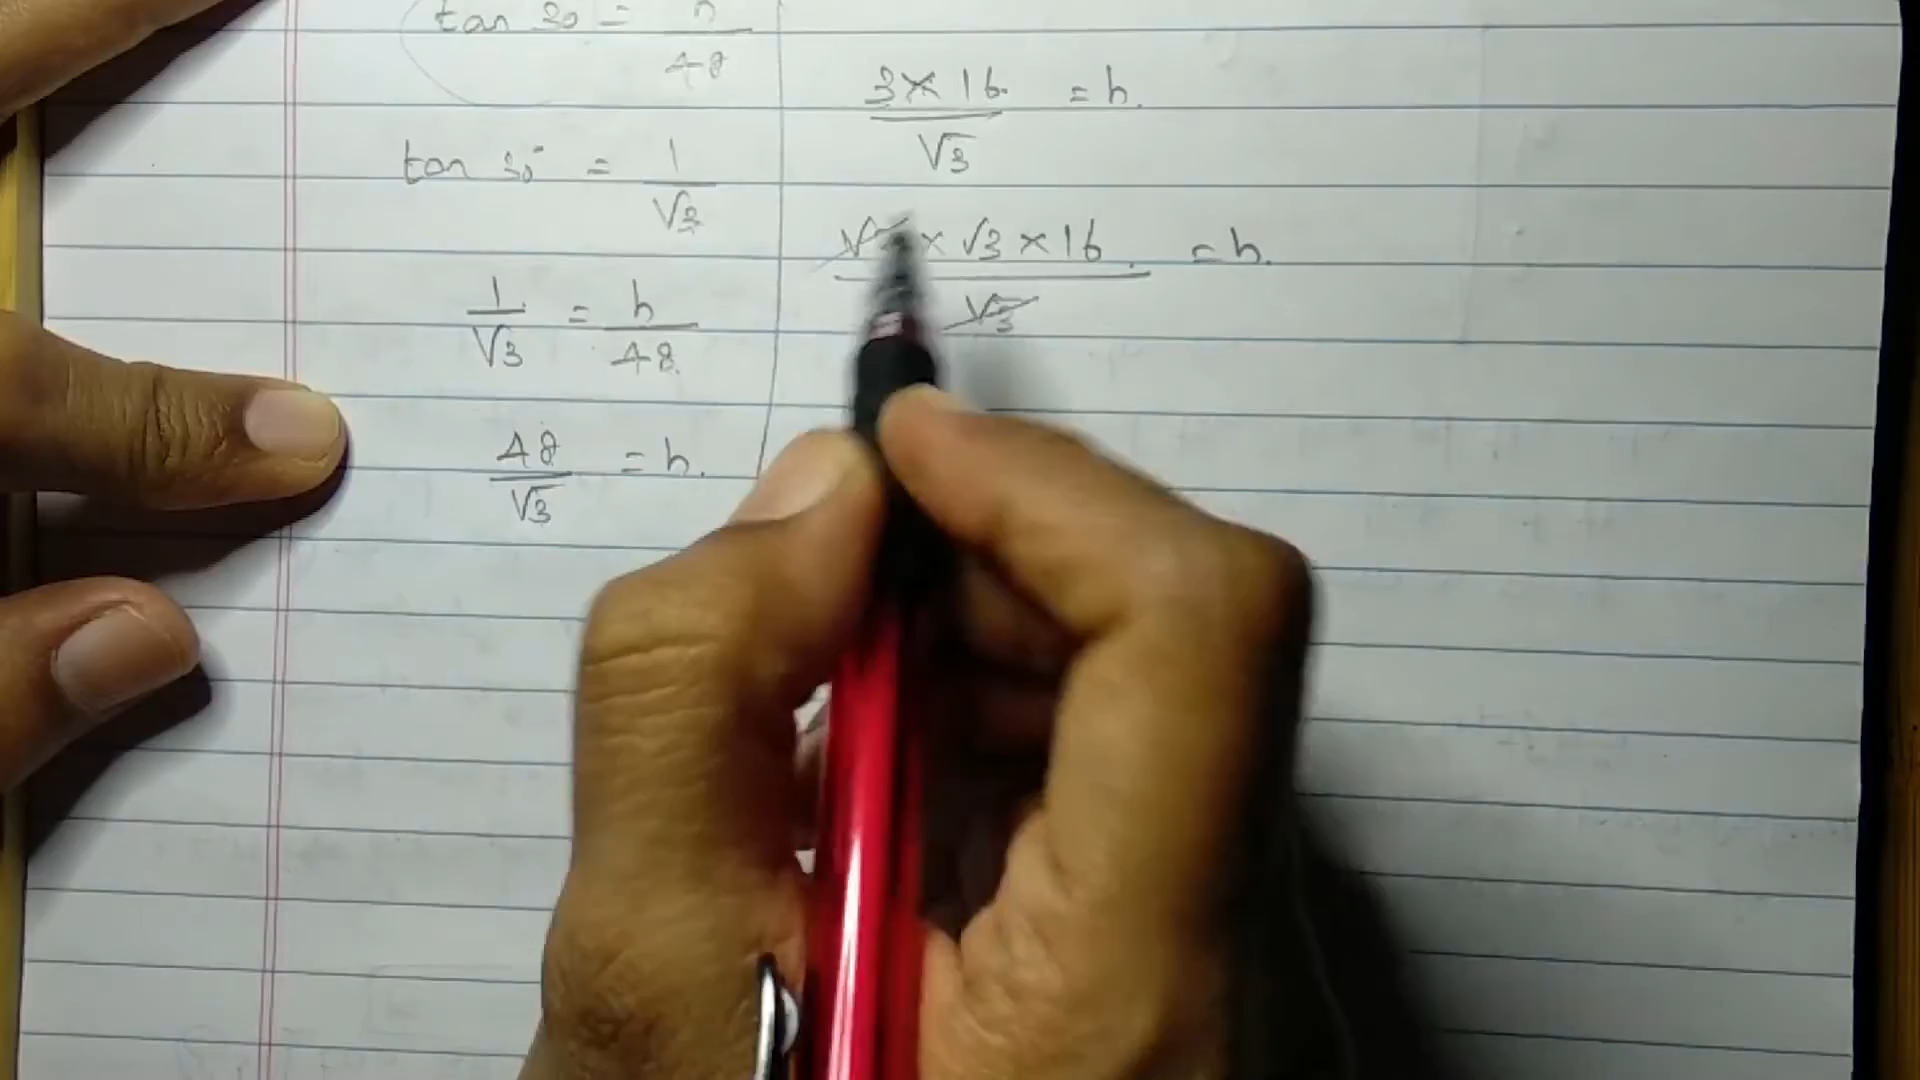 tan 30 = h/48
tan 30° = 1/√3
1/√3 = h/48.
48/√3 = h.
3 × 16/√3 = h.
√3 × √3 × 16/√3 = h.